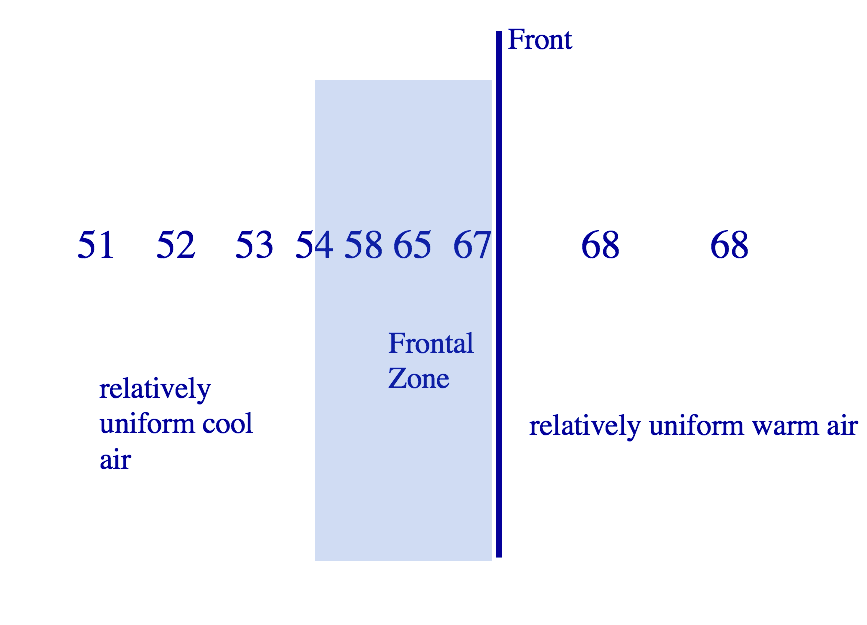 Front
51 52 53 54 58 65 67 68 68
Frontal
Zone
relatively
uniform cool
air
relatively uniform warm air